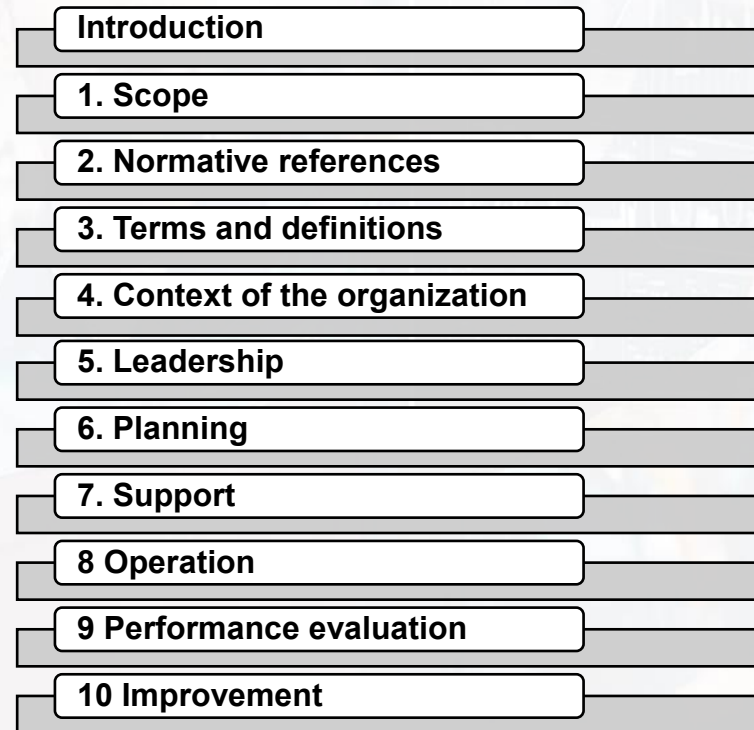 Introduction
1. Scope
2. Normative references
3. Terms and definitions
4. Context of the organization
5. Leadership
6. Planning
7. Support
8 Operation
9 Performance evaluation
10 Improvement